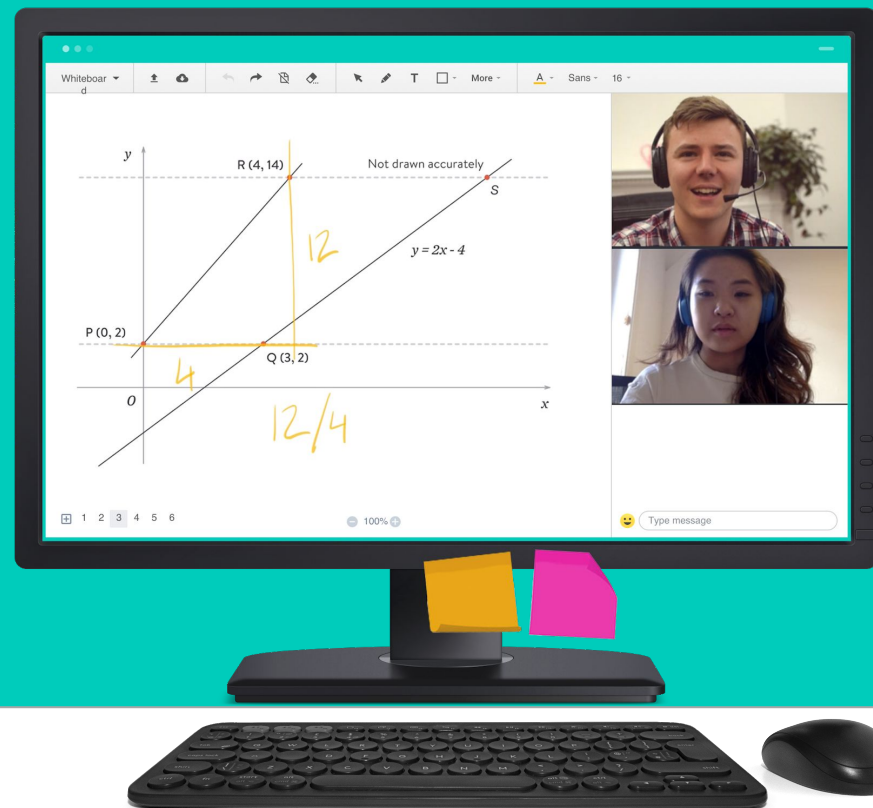 Whiteboar
d
T
More
A
Sans
16
y
R (4, 14)
Not drawn accurately
S
12
y = 2x - 4
P (0, 2)
Q (3, 2)
4
O
x
12/4
1 2 3 4 5 6
100%
Type message